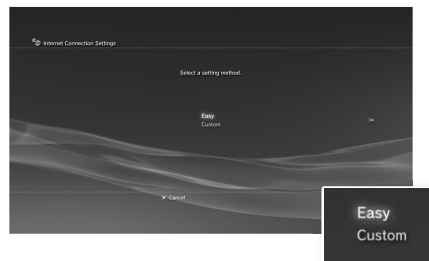 Internet Connection Settings
Select a setting method.
Easy
Custom
X Cancel
Easy
Custom